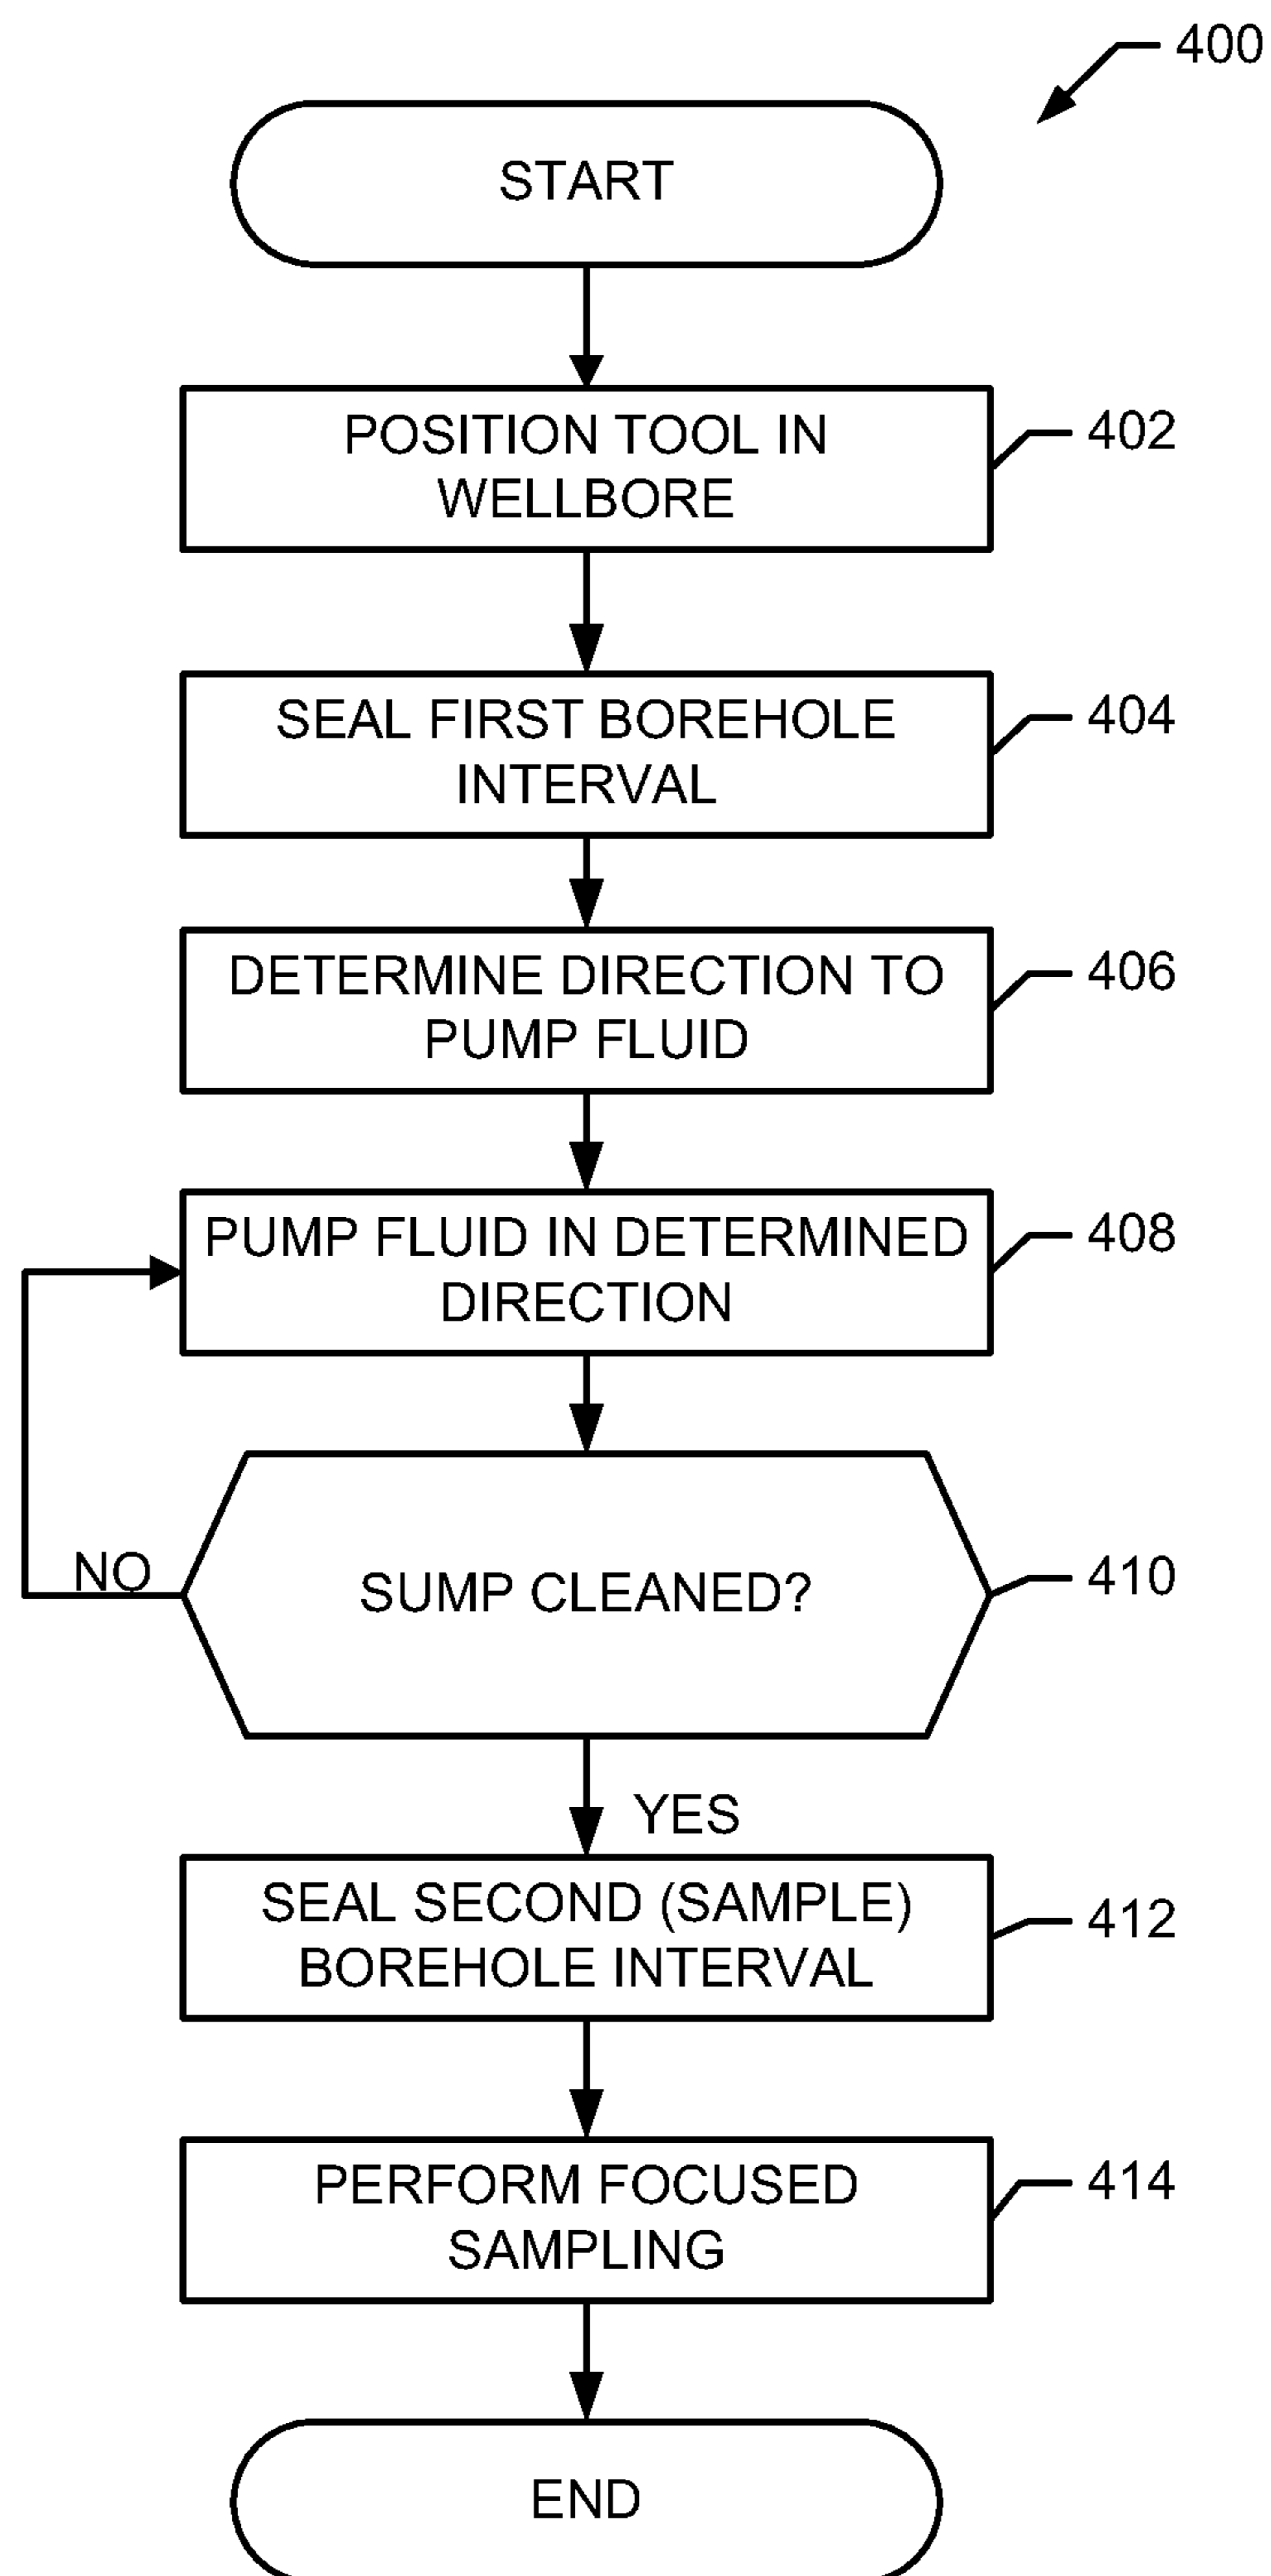 400
START
POSITION TOOL IN
WELLBORE
402
SEAL FIRST BOREHOLE
INTERVAL
404
DETERMINE DIRECTION TO
PUMP FLUID
406
PUMP FLUID IN DETERMINED
DIRECTION
408
NO
SUMP CLEANED?
410
YES
SEAL SECOND (SAMPLE)
BOREHOLE INTERVAL
412
PERFORM FOCUSED
SAMPLING
414
END